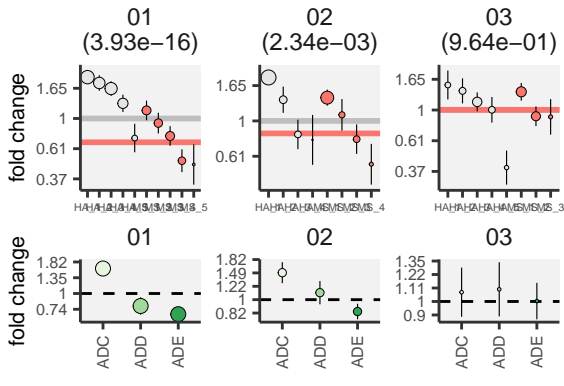 01
(3.93e−16)
02
(2.34e−03)
03
(9.64e−01)
fold change
1.65
1
0.61
0.37
1.65
1
0.61
1.65
1
0.61
0.37
01
02
03
fold change
1.82
1.35
1
0.74
1.82
1.49
1.22
1
0.82
1.35
1.22
1.11
1
0.9
ADC
ADD
ADE
ADC
ADD
ADE
ADC
ADD
ADE